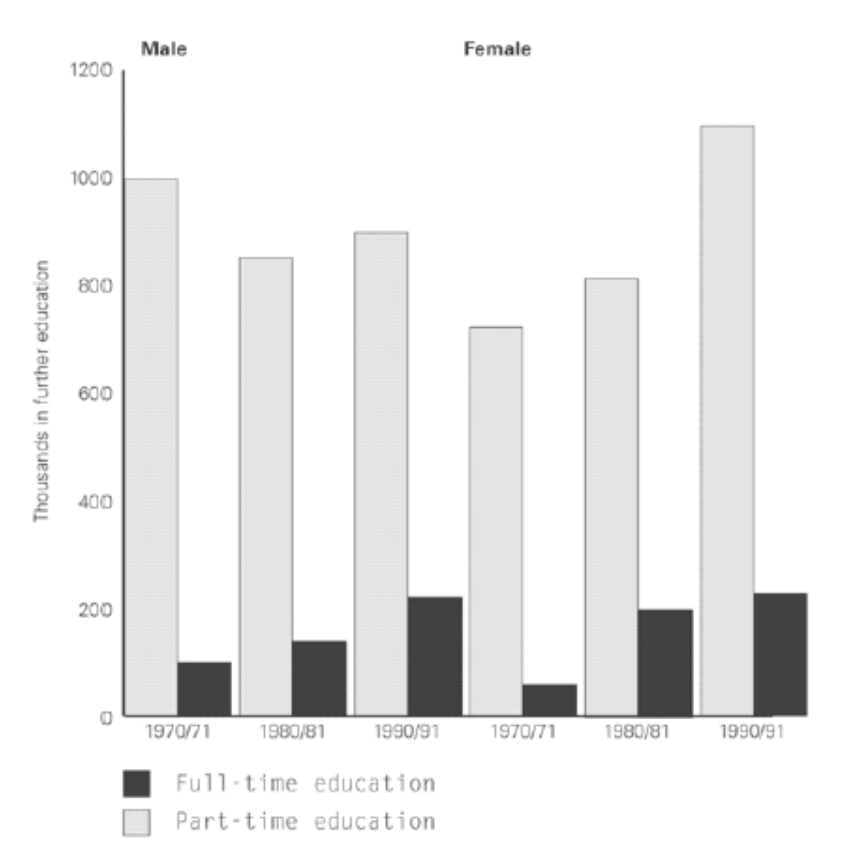 Male Female
1200
1000
800
600
400
200
0
Thousands in further education
1970/71 1980/81 1990/91 1970/71 1980/81 1990/91
Full-time education
Part-time education